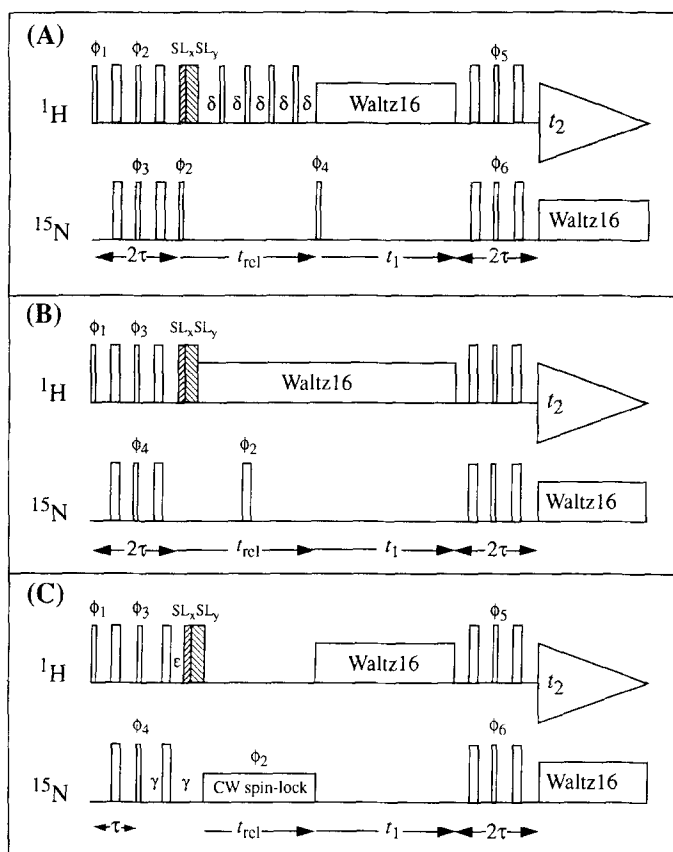 (A)
ϕ1 ϕ2 SLxSLy ϕ5
1H δ δ δ δ δ Waltz16 t2
ϕ3 ϕ2 ϕ4 ϕ6
15N Waltz16
2τ trel t1 2τ
(B)
ϕ1 ϕ3 SLxSLy
1H Waltz16 t2
ϕ4 ϕ2
15N Waltz16
2τ trel t1 2τ
(C)
ϕ1 ϕ3 SLxSLy ϕ5
1H ε Waltz16 t2
ϕ4 ϕ2 ϕ6
15N γ γ CW spin-lock Waltz16
τ trel t1 2τ